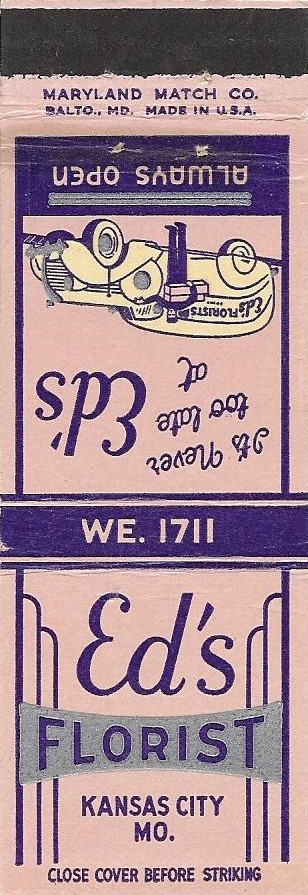 MARYLAND MATCH CO.
BALTO., MD. MADE IN U.S.A.
It's Never
too late
at
Ed's
Ed's
FLORISTS
ALWAYS OPEN
WE. 1711
Ed's
FLORIST
KANSAS CITY
MO.
CLOSE COVER BEFORE STRIKING